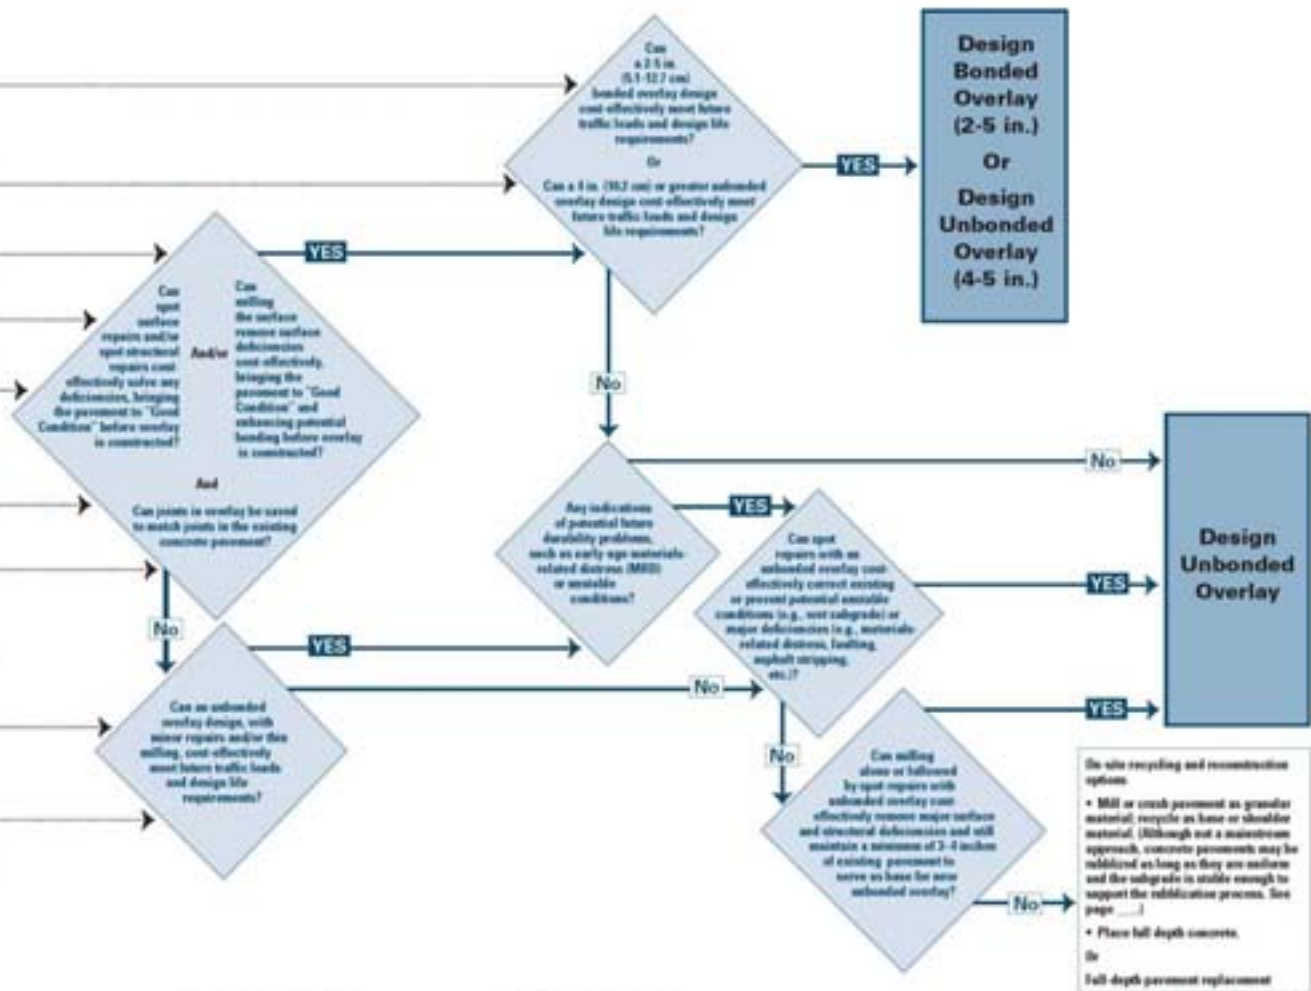 Can
a 2-5 in.
(5.1-12.7 cm)
bonded overlay design
cost-effectively meet future
traffic loads and design life
requirements?
Or
Can a 4 in. (10.2 cm) or greater unbonded
overlay design cost-effectively meet
future traffic loads and design
life requirements?
YES
Design
Bonded
Overlay
(2-5 in.)
Or
Design
Unbonded
Overlay
(4-5 in.)
YES
Can
spot
surface
repairs and/or
spot structural
repairs cost-
effectively solve any
deficiencies, bringing
the pavement to "Good
Condition" before overlay
is constructed?
And/or
Can
milling
the surface
remove surface
deficiencies
cost-effectively,
bringing the
pavement to "Good
Condition" and
enhancing potential
bonding before overlay
is constructed?
And
Can joints in overlay be sawed
to match joints in the existing
concrete pavement?
No
No
Any indications
of potential future
durability problems,
such as early age materials-
related distress (MRD)
or unstable
conditions?
No
YES
Can spot
repairs with an
unbonded overlay cost-
effectively correct existing
or prevent potential unstable
conditions (e.g., wet subgrade) or
major deficiencies (e.g., materials-
related distress, faulting,
asphalt stripping,
etc.)?
YES
Design
Unbonded
Overlay
No
YES
Can an unbonded
overlay design, with
minor repairs and/or thin
milling, cost-effectively
meet future traffic loads
and design life
requirements?
No
No
YES
Can milling
alone or followed
by spot repairs with
unbonded overlay cost-
effectively remove major surface
and structural deficiencies and still
maintain a minimum of 3-4 inches
of existing pavement to
serve as base for new
unbonded overlay?
No
On-site recycling and reconstruction
options
• Mill or crush pavement as granular
material; recycle as base or shoulder
material. (Although not a mainstream
approach, concrete pavements may be
rubblized as long as they are uniform
and the subgrade is stable enough to
support the rubblization process. See
page ___.)
• Place full depth concrete.
Or
Full-depth pavement replacement